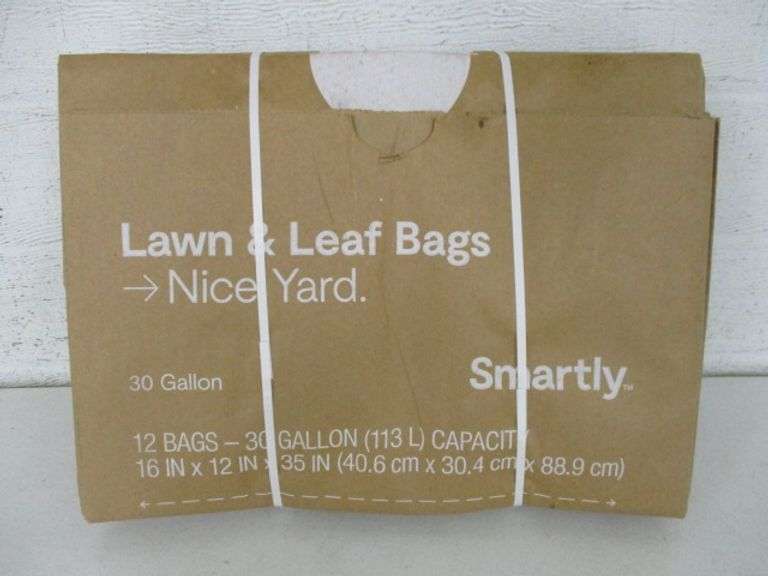 Lawn & Leaf Bags
→ Nice Yard.
30 Gallon
Smartly™
12 BAGS – 30 GALLON (113 L) CAPACITY
16 IN x 12 IN x 35 IN (40.6 cm x 30.4 cm x 88.9 cm)